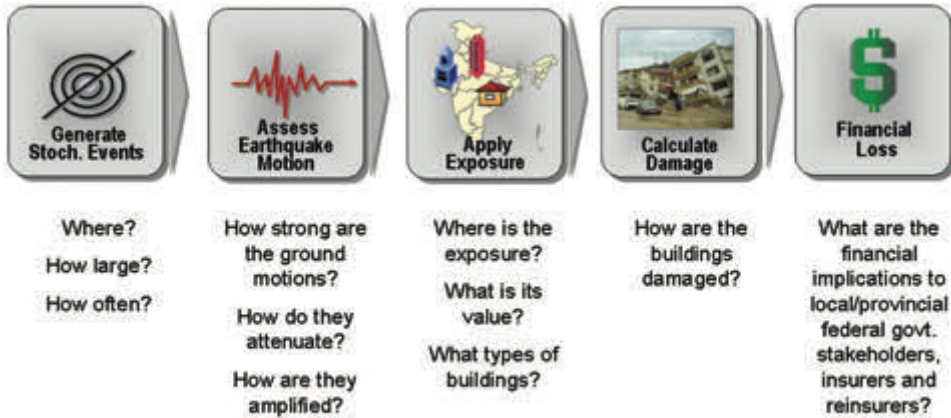 Generate
Stoch. Events
Assess
Earthquake
Motion
Apply
Exposure
Calculate
Damage
Financial
Loss
Where?
How large?
How often?
How strong are
the ground
motions?
How do they
attenuate?
How are they
amplified?
Where is the
exposure?
What is its
value?
What types of
buildings?
How are the
buildings
damaged?
What are the
financial
implications to
local/provincial
federal govt.
stakeholders,
insurers and
reinsurers?